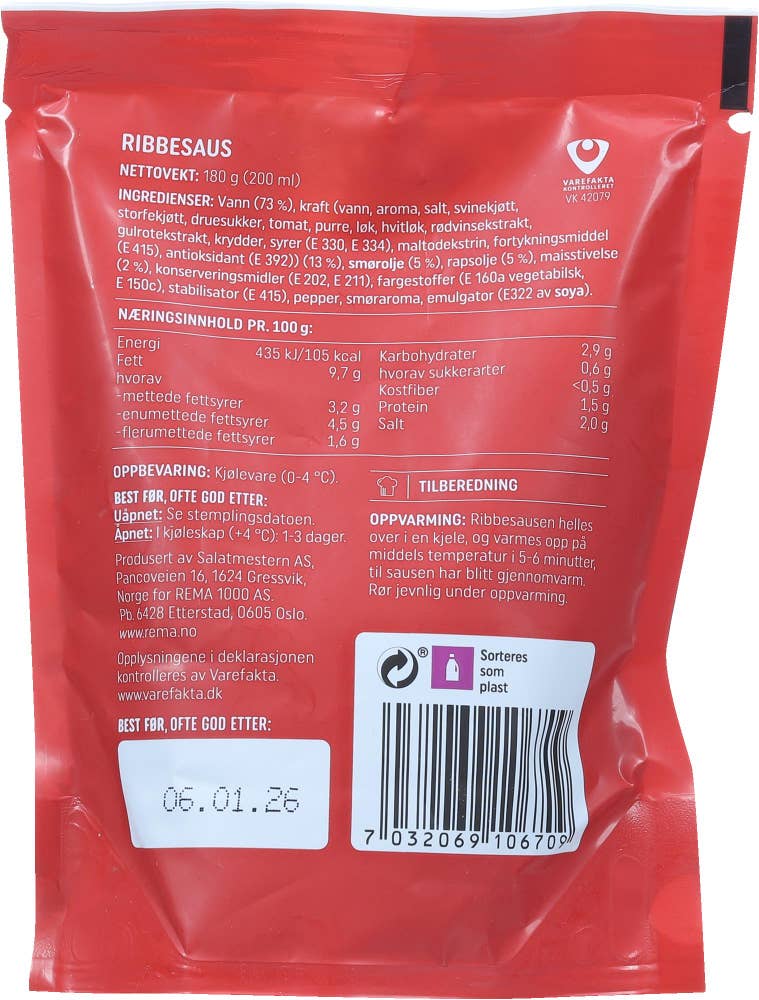 RIBBESAUS
NETTOVEKT: 180 g (200 ml)
VAREFAKTA
KONTROLLERET
VK 42079
INGREDIENSER: Vann (73 %), kraft (vann, aroma, salt, svinekjøtt,
storfekjøtt, druesukker, tomat, purre, løk, hvitløk, rødvinsekstrakt,
gulrotekstrakt, krydder, syrer (E 330, E 334), maltodekstrin, fortykningsmiddel
(E 415), antioksidant (E 392)) (13 %), smørolje (5 %), rapsolje (5 %), maisstivelse
(2 %), konserveringsmidler (E 202, E 211), fargestoffer (E 160a vegetabilsk,
E 150c), stabilisator (E 415), pepper, smøraroma, emulgator (E322 av soya).
NÆRINGSINNHOLD PR. 100 g:
Energi 435 kJ/105 kcal
Fett 9,7 g
hvorav
-mettede fettsyrer 3,2 g
-enumettede fettsyrer 4,5 g
-flerumettede fettsyrer 1,6 g
Karbohydrater 2,9 g
hvorav sukkerarter 0,6 g
Kostfiber <0,5 g
Protein 1,5 g
Salt 2,0 g
OPPBEVARING: Kjølevare (0-4 °C).
BEST FØR, OFTE GOD ETTER:
Uåpnet: Se stemplingsdatoen.
Åpnet: I kjøleskap (+4 °C): 1-3 dager.
Produsert av Salatmestern AS,
Pancoveien 16, 1624 Gressvik,
Norge for REMA 1000 AS.
Pb. 6428 Etterstad, 0605 Oslo.
www.rema.no
Opplysningene i deklarasjonen
kontrolleres av Varefakta.
www.varefakta.dk
BEST FØR, OFTE GOD ETTER:
06.01.26
TILBEREDNING
OPPVARMING: Ribbesausen helles
over i en kjele, og varmes opp på
middels temperatur i 5-6 minutter,
til sausen har blitt gjennomvarm.
Rør jevnlig under oppvarming.
®
Sorteres
som
plast
7 032069 106709